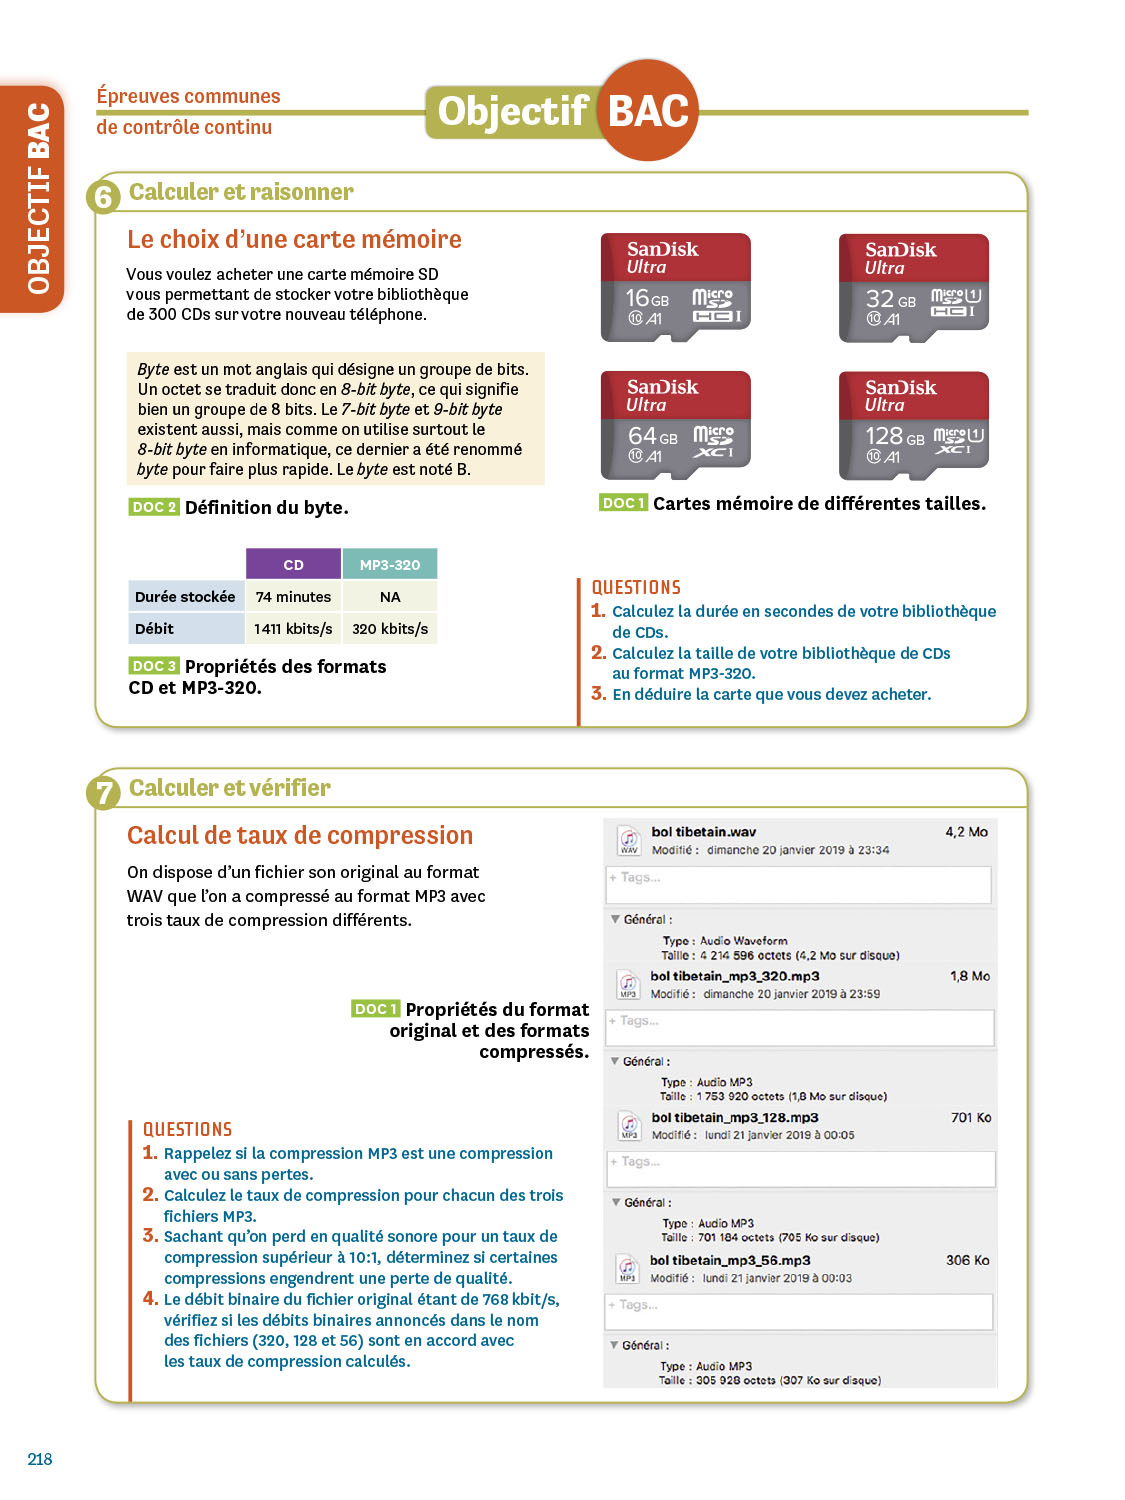 OBJECTIF BAC
Épreuves communes
de contrôle continu
Objectif BAC
6 Calculer et raisonner
Le choix d’une carte mémoire
Vous voulez acheter une carte mémoire SD
vous permettant de stocker votre bibliothèque
de 300 CDs sur votre nouveau téléphone.
Byte est un mot anglais qui désigne un groupe de bits.
Un octet se traduit donc en 8-bit byte, ce qui signifie
bien un groupe de 8 bits. Le 7-bit byte et 9-bit byte
existent aussi, mais comme on utilise surtout le
8-bit byte en informatique, ce dernier a été renommé
byte pour faire plus rapide. Le byte est noté B.
DOC 2 Définition du byte.
SanDisk
Ultra
16 GB Micro SD HC I
10 A1
SanDisk
Ultra
32 GB Micro SD HC I 1
10 A1
SanDisk
Ultra
64 GB Micro SD XC I
10 A1
SanDisk
Ultra
128 GB Micro SD XC I 1
10 A1
DOC 1 Cartes mémoire de différentes tailles.
CD MP3-320
Durée stockée 74 minutes NA
Débit 1 411 kbits/s 320 kbits/s
DOC 3 Propriétés des formats
CD et MP3-320.
QUESTIONS
1. Calculez la durée en secondes de votre bibliothèque
de CDs.
2. Calculez la taille de votre bibliothèque de CDs
au format MP3-320.
3. En déduire la carte que vous devez acheter.
7 Calculer et vérifier
Calcul de taux de compression
On dispose d’un fichier son original au format
WAV que l’on a compressé au format MP3 avec
trois taux de compression différents.
DOC 1 Propriétés du format
original et des formats
compressés.
QUESTIONS
1. Rappelez si la compression MP3 est une compression
avec ou sans pertes.
2. Calculez le taux de compression pour chacun des trois
fichiers MP3.
3. Sachant qu’on perd en qualité sonore pour un taux de
compression supérieur à 10:1, déterminez si certaines
compressions engendrent une perte de qualité.
4. Le débit binaire du fichier original étant de 768 kbit/s,
vérifiez si les débits binaires annoncés dans le nom
des fichiers (320, 128 et 56) sont en accord avec
les taux de compression calculés.
WAV
bol tibetain.wav 4,2 Mo
Modifié : dimanche 20 janvier 2019 à 23:34
+ Tags...
▼ Général :
Type : Audio Waveform
Taille : 4 214 596 octets (4,2 Mo sur disque)
MP3
bol tibetain_mp3_320.mp3 1,8 Mo
Modifié : dimanche 20 janvier 2019 à 23:59
+ Tags...
▼ Général :
Type : Audio MP3
Taille : 1 753 920 octets (1,8 Mo sur disque)
MP3
bol tibetain_mp3_128.mp3 701 Ko
Modifié : lundi 21 janvier 2019 à 00:05
+ Tags...
▼ Général :
Type : Audio MP3
Taille : 701 184 octets (705 Ko sur disque)
MP3
bol tibetain_mp3_56.mp3 306 Ko
Modifié : lundi 21 janvier 2019 à 00:03
+ Tags...
▼ Général :
Type : Audio MP3
Taille : 305 928 octets (307 Ko sur disque)
218